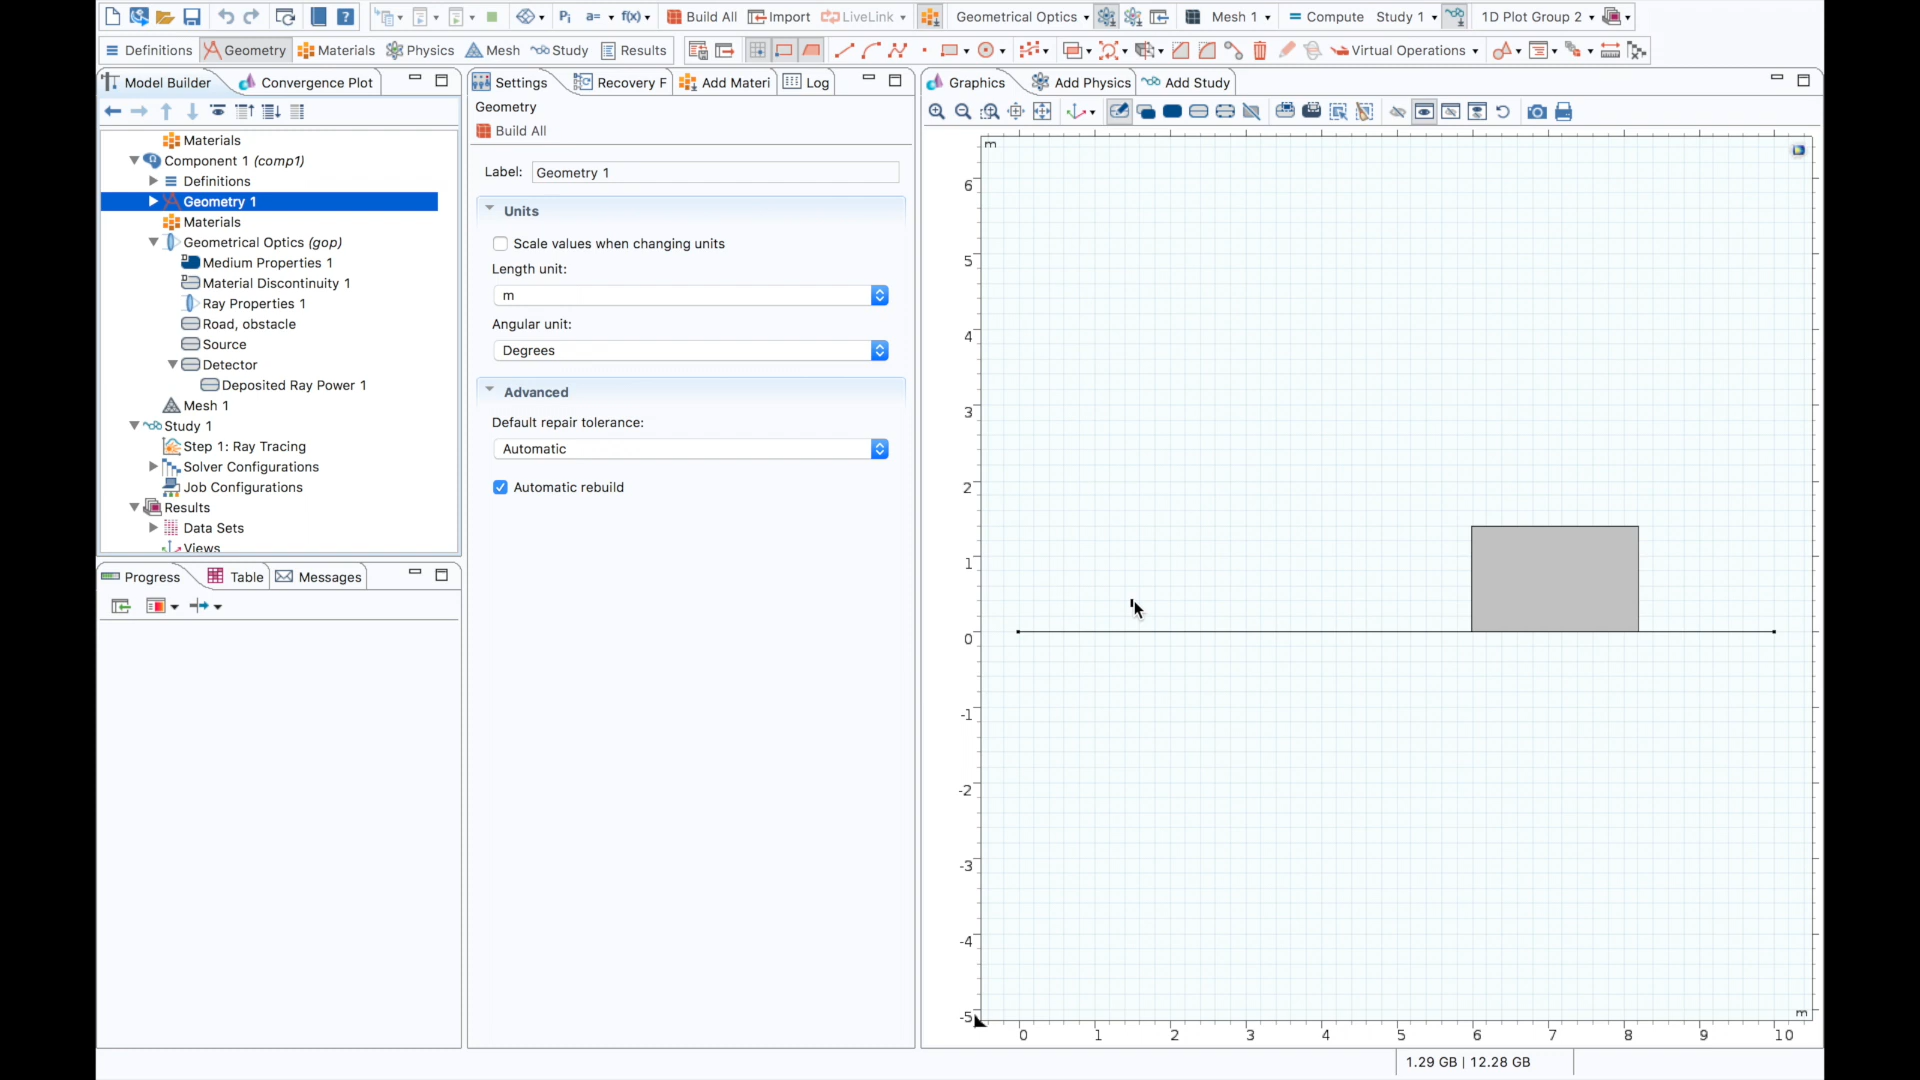 Pi a= f(x) Build All Import LiveLink Geometrical Optics Mesh 1 = Compute Study 1 1D Plot Group 2
Definitions Geometry Materials Physics Mesh Study Results Virtual Operations
Model Builder Convergence Plot
Materials
Component 1 (comp1)
Definitions
Geometry 1
Materials
Geometrical Optics (gop)
Medium Properties 1
Material Discontinuity 1
Ray Properties 1
Road, obstacle
Source
Detector
Deposited Ray Power 1
Mesh 1
Study 1
Step 1: Ray Tracing
Solver Configurations
Job Configurations
Results
Data Sets
Views
Progress Table Messages
Settings Recovery F Add Materi Log
Geometry
Build All
Label: Geometry 1
Units
Scale values when changing units
Length unit:
m
Angular unit:
Degrees
Advanced
Default repair tolerance:
Automatic
Automatic rebuild
Graphics Add Physics Add Study
m
6
5
4
3
2
1
0
-1
-2
-3
-4
-5
m
0 1 2 3 4 5 6 7 8 9 10
1.29 GB | 12.28 GB